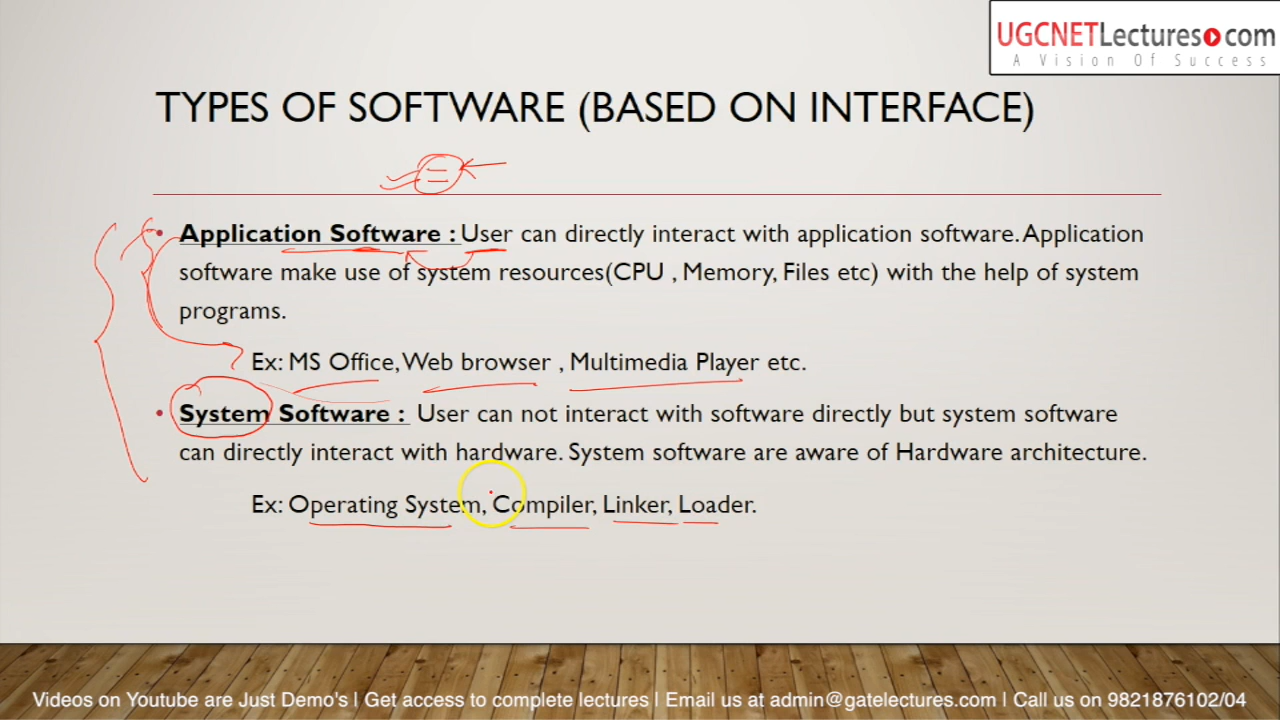 UGCNETLectures.com
A Vision Of Success
TYPES OF SOFTWARE (BASED ON INTERFACE)
• Application Software : User can directly interact with application software. Application
software make use of system resources(CPU , Memory, Files etc) with the help of system
programs.
Ex: MS Office, Web browser , Multimedia Player etc.
• System Software : User can not interact with software directly but system software
can directly interact with hardware. System software are aware of Hardware architecture.
Ex: Operating System, Compiler, Linker, Loader.
Videos on Youtube are Just Demo's | Get access to complete lectures | Email us at admin@gatelectures.com | Call us on 9821876102/04